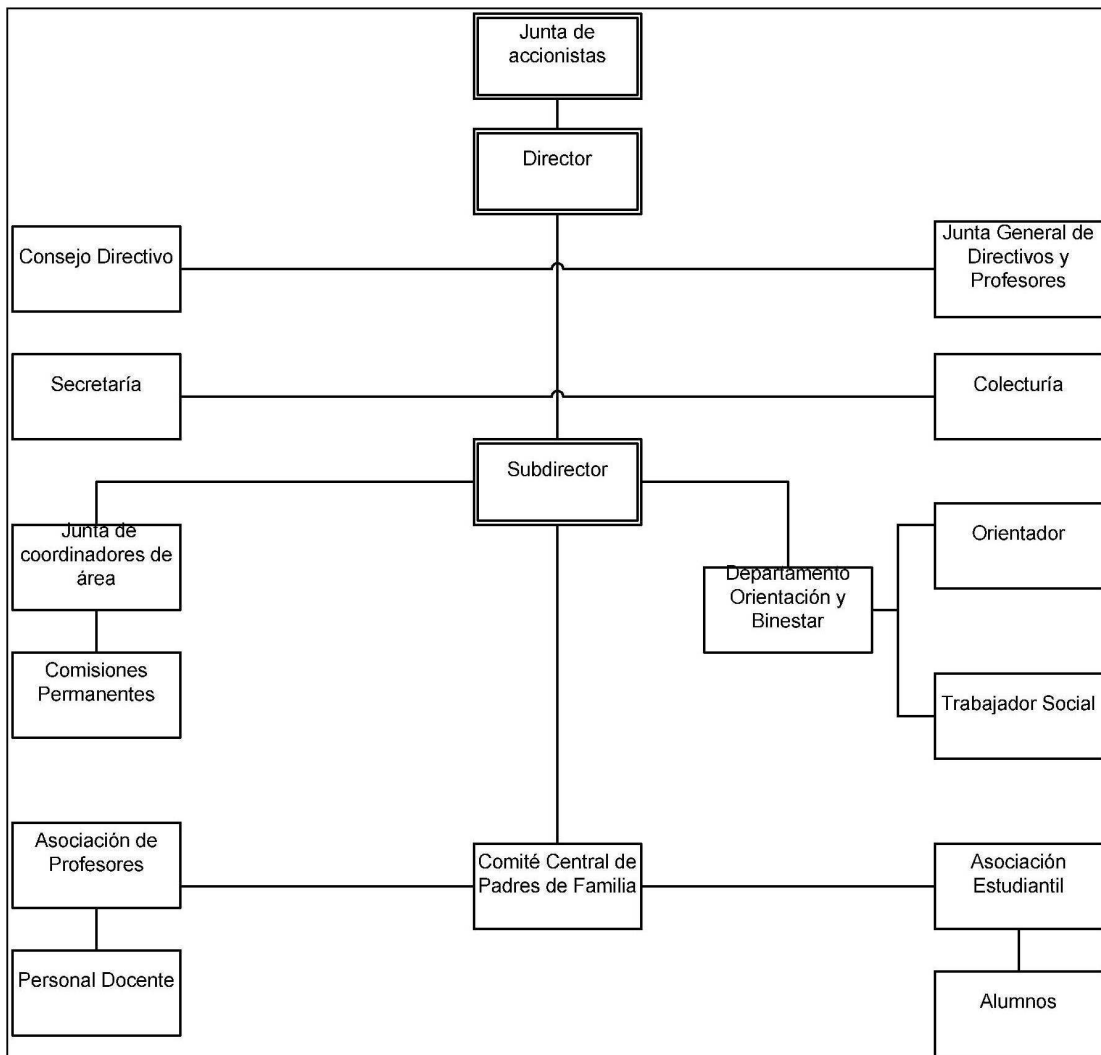 Junta de
accionistas
Director
Consejo Directivo
Junta General de
Directivos y
Profesores
Secretaría
Colecturía
Subdirector
Junta de
coordinadores de
área
Orientador
Departamento
Orientación y
Binestar
Comisiones
Permanentes
Trabajador Social
Asociación de
Profesores
Comité Central de
Padres de Familia
Asociación
Estudiantil
Personal Docente
Alumnos